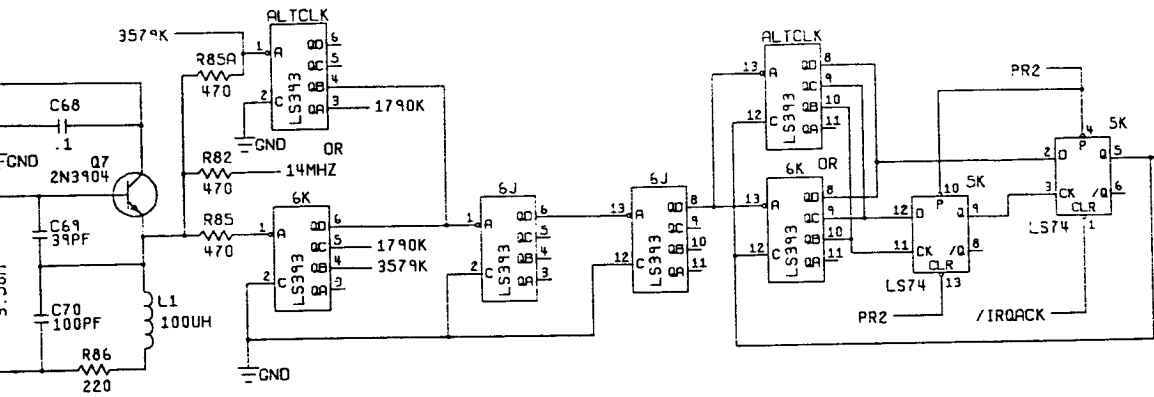 ALTCLK
3579K
1 A QD 6
QC 5
QB 4
QA 3 1790K
2 C
LS393
GND
R85A
470
OR
R82
470
14MHZ
C68
.1
GND
Q7
2N3904
C69
39PF
C70
100PF
L1
100UH
R86
220
R85
470
6K
1 A QD 6
QC 5 1790K
QB 4 3579K
QA 3
2 C
LS393
GND
6J
1 A QD 6
QC 5
QB 4
QA 3
2 C
LS393
6J
13 A QD 8
QC 9
QB 10
QA 11
12 C
LS393
ALTCLK
13 A QD 8
QC 9
QB 10
QA 11
12 C
LS393
OR
6K
13 A QD 8
QC 9
QB 10
QA 11
12 C
LS393
5K
10 P
12 D Q 9
11 CK /Q 8
CLR
13
LS74
PR2
PR2
5K
4 P
2 D Q 5
3 CK /Q 6
CLR
1
LS74
/IRQACK